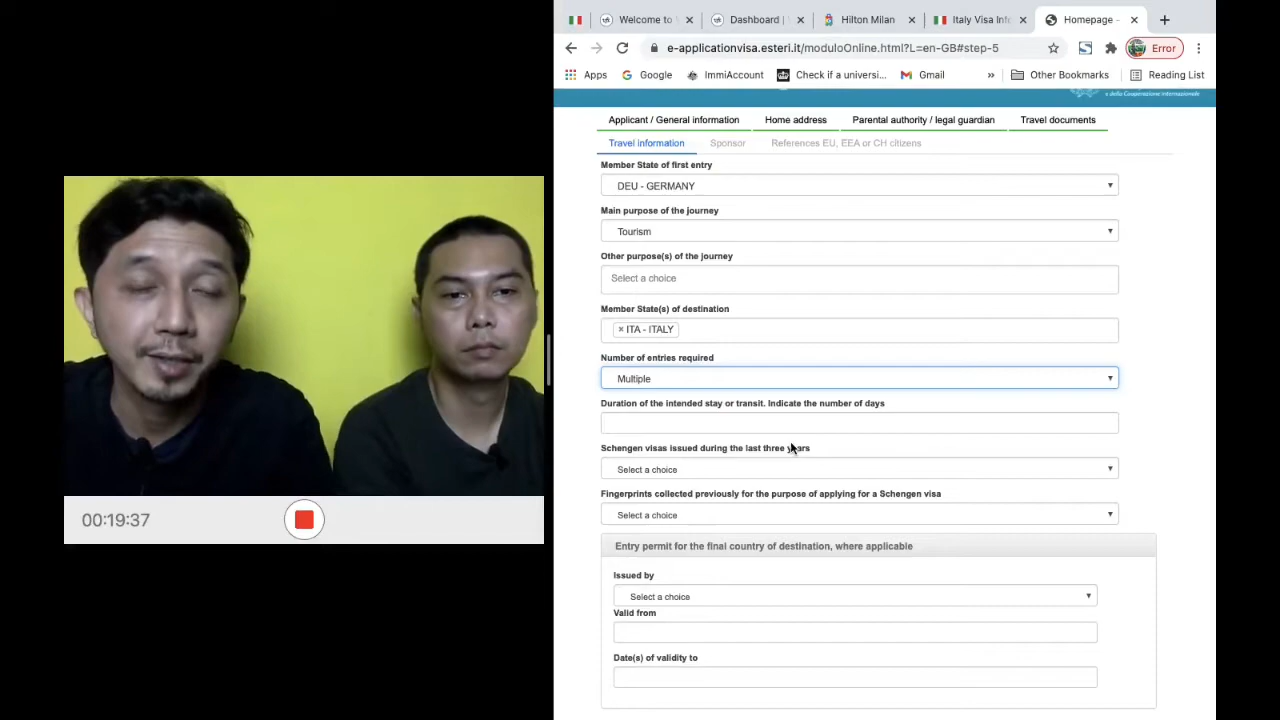 Welcome to V
Dashboard | V
Hilton Milan
Italy Visa Info
Homepage -
e-applicationvisa.esteri.it/moduloOnline.html?L=en-GB#step-5
Error
Apps
Google
ImmiAccount
Check if a universi...
Gmail
»
Other Bookmarks
Reading List
e della Cooperazione Internazionale
Applicant / General information
Home address
Parental authority / legal guardian
Travel documents
Travel information
Sponsor
References EU, EEA or CH citizens
Member State of first entry
DEU - GERMANY
Main purpose of the journey
Tourism
Other purpose(s) of the journey
Select a choice
Member State(s) of destination
× ITA - ITALY
Number of entries required
Multiple
Duration of the intended stay or transit. Indicate the number of days
Schengen visas issued during the last three years
Select a choice
Fingerprints collected previously for the purpose of applying for a Schengen visa
Select a choice
Entry permit for the final country of destination, where applicable
Issued by
Select a choice
Valid from
Date(s) of validity to
00:19:37